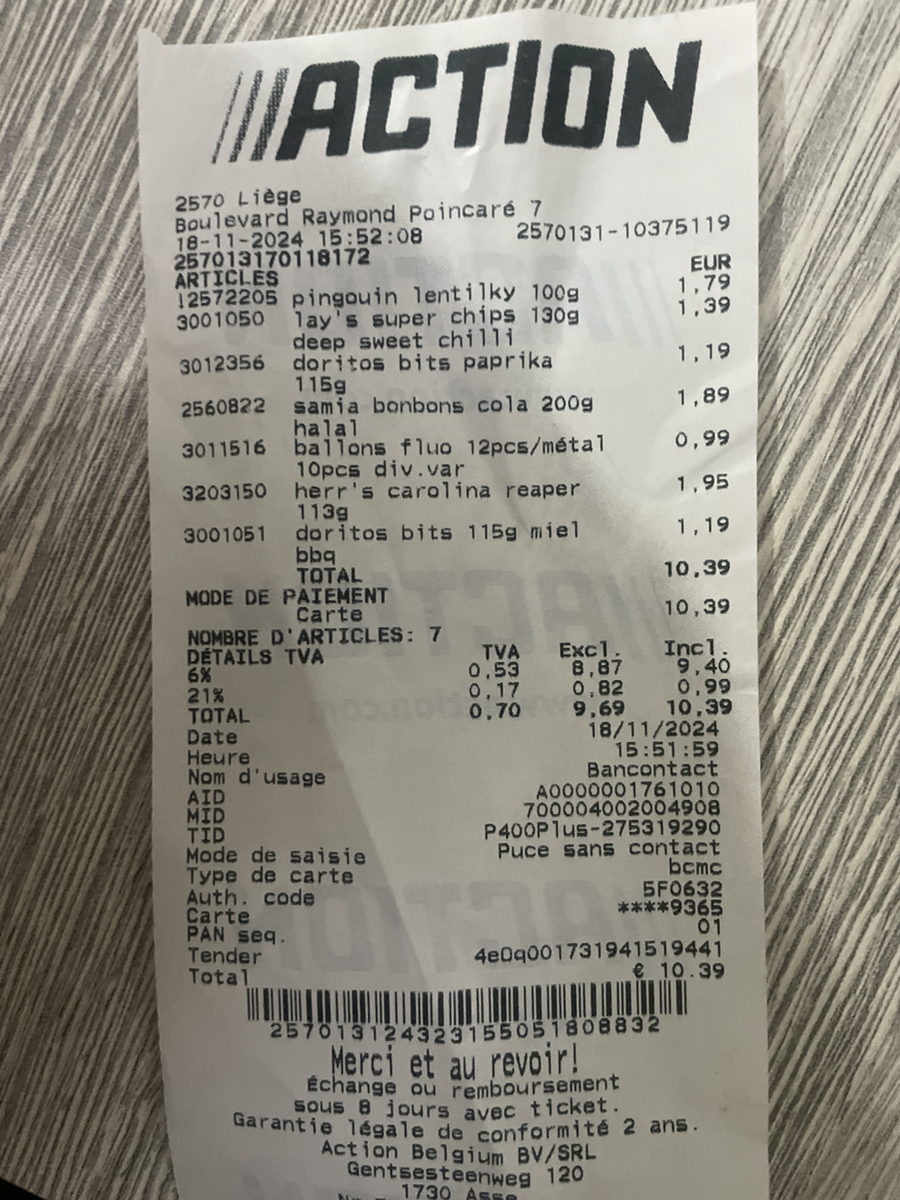 ACTION
2570 Liège
Boulevard Raymond Poincaré 7
18-11-2024 15:52:08 2570131-10375119
257013170118172
ARTICLES EUR
12572205 pingouin lentilky 100g 1,79
3001050 lay's super chips 130g 1,39
deep sweet chilli
3012356 doritos bits paprika 1,19
115g
2560822 samia bonbons cola 200g 1,89
halal
3011516 ballons fluo 12pcs/métal 0,99
10pcs div.var
3203150 herr's carolina reaper 1,95
113g
3001051 doritos bits 115g miel 1,19
bbq
TOTAL 10,39
MODE DE PAIEMENT
Carte 10,39
NOMBRE D'ARTICLES: 7
DÉTAILS TVA TVA Excl. Incl.
6% 0,53 8,87 9,40
21% 0,17 0,82 0,99
TOTAL 0,70 9,69 10,39
Date 18/11/2024
Heure 15:51:59
Nom d'usage Bancontact
AID A0000001761010
MID 700004002004908
TID P400Plus-275319290
Mode de saisie Puce sans contact
Type de carte bcmc
Auth. code 5F0632
Carte ****9365
PAN seq. 01
Tender 4e0q001731941519441
Total € 10.39
2570131243231550518​08832
Merci et au revoir!
Échange ou remboursement
sous 8 jours avec ticket.
Garantie légale de conformité 2 ans.
Action Belgium BV/SRL
Gentsesteenweg 120
1730 Asse